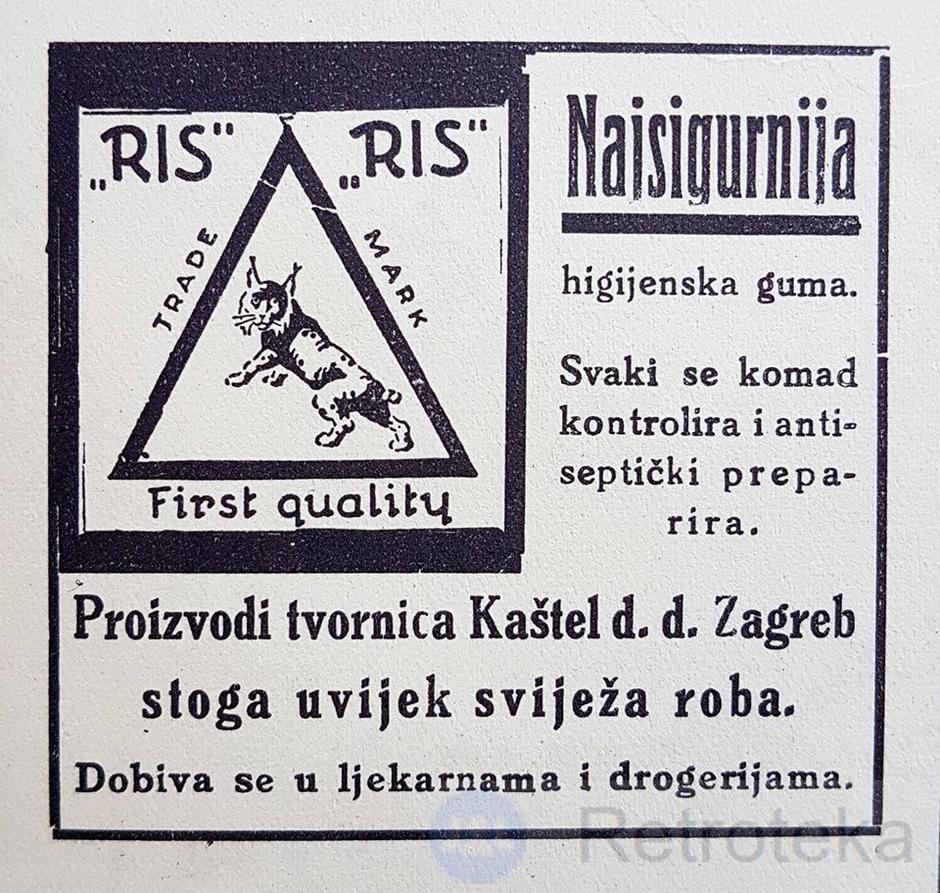 „RIS" „RIS"
TRADE MARK
First quality
Najsigurnija
higijenska guma.
Svaki se komad
kontrolira i anti-
septički prepa-
rira.
Proizvodi tvornica Kaštel d. d. Zagreb
stoga uvijek svježa roba.
Dobiva se u ljekarnama i drogerijama.
Retroteka